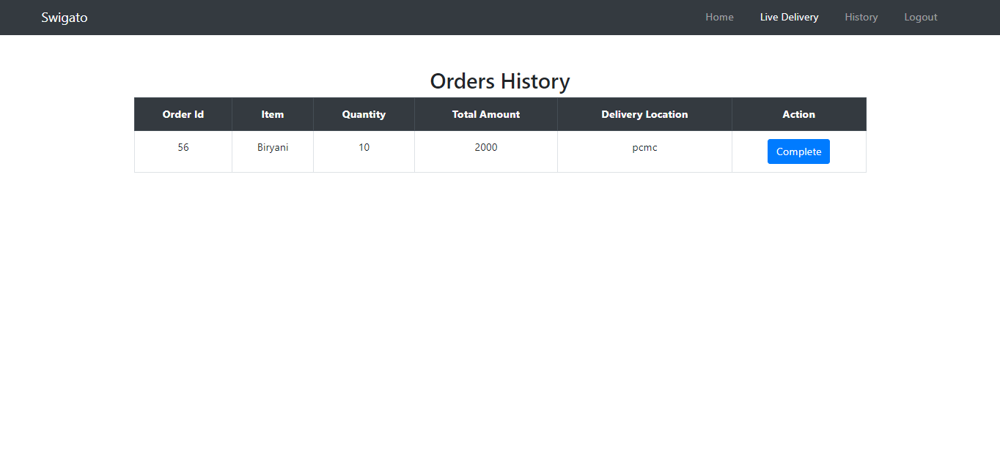 Swigato Home Live Delivery History Logout
Orders History
Order Id Item Quantity Total Amount Delivery Location Action
56 Biryani 10 2000 pcmc Complete